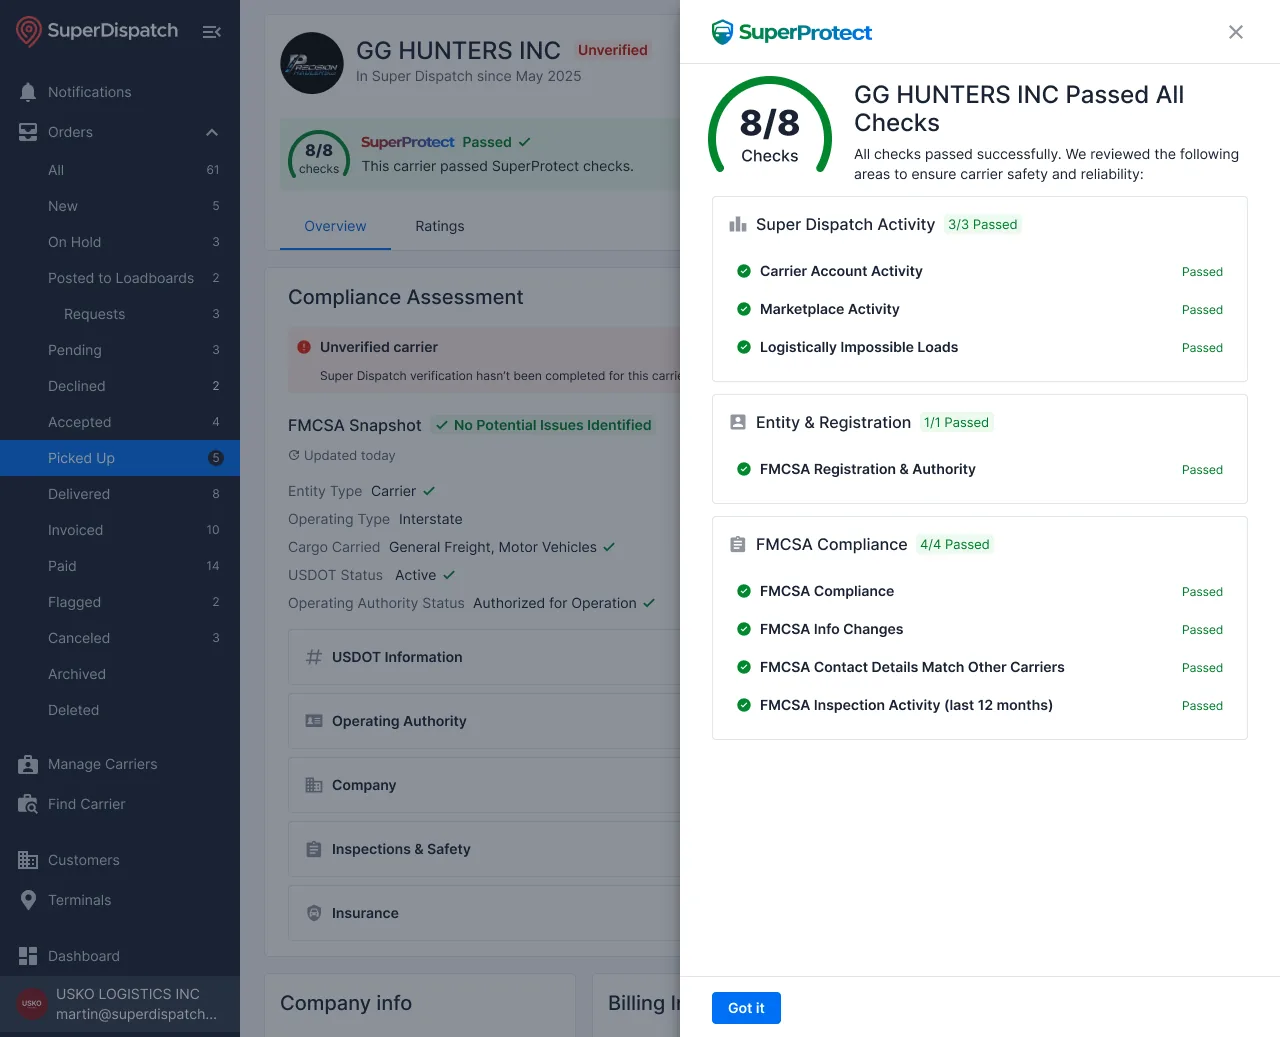 SuperDispatch
Notifications
Orders
All 61
New 5
On Hold 3
Posted to Loadboards 2
Requests 3
Pending 3
Declined 2
Accepted 4
Picked Up 5
Delivered 8
Invoiced 10
Paid 14
Flagged 2
Canceled 3
Archived
Deleted
Manage Carriers
Find Carrier
Customers
Terminals
Dashboard
USKO
USKO LOGISTICS INC
martin@superdispatch...
GG HUNTERS INC Unverified
In Super Dispatch since May 2025
8/8
checks
SuperProtect Passed
This carrier passed SuperProtect checks.
Overview Ratings
Compliance Assessment
Unverified carrier
Super Dispatch verification hasn't been completed for this
FMCSA Snapshot No Potential Issues Identified
Updated today
Entity Type Carrier
Operating Type Interstate
Cargo Carried General Freight, Motor Vehicles
USDOT Status Active
Operating Authority Status Authorized for Operation
USDOT Information
Operating Authority
Company
Inspections & Safety
Insurance
Company info
Billing
SuperProtect
8/8
Checks
GG HUNTERS INC Passed All
Checks
All checks passed successfully. We reviewed the following
areas to ensure carrier safety and reliability:
Super Dispatch Activity 3/3 Passed
Carrier Account Activity Passed
Marketplace Activity Passed
Logistically Impossible Loads Passed
Entity & Registration 1/1 Passed
FMCSA Registration & Authority Passed
FMCSA Compliance 4/4 Passed
FMCSA Compliance Passed
FMCSA Info Changes Passed
FMCSA Contact Details Match Other Carriers Passed
FMCSA Inspection Activity (last 12 months) Passed
Got it